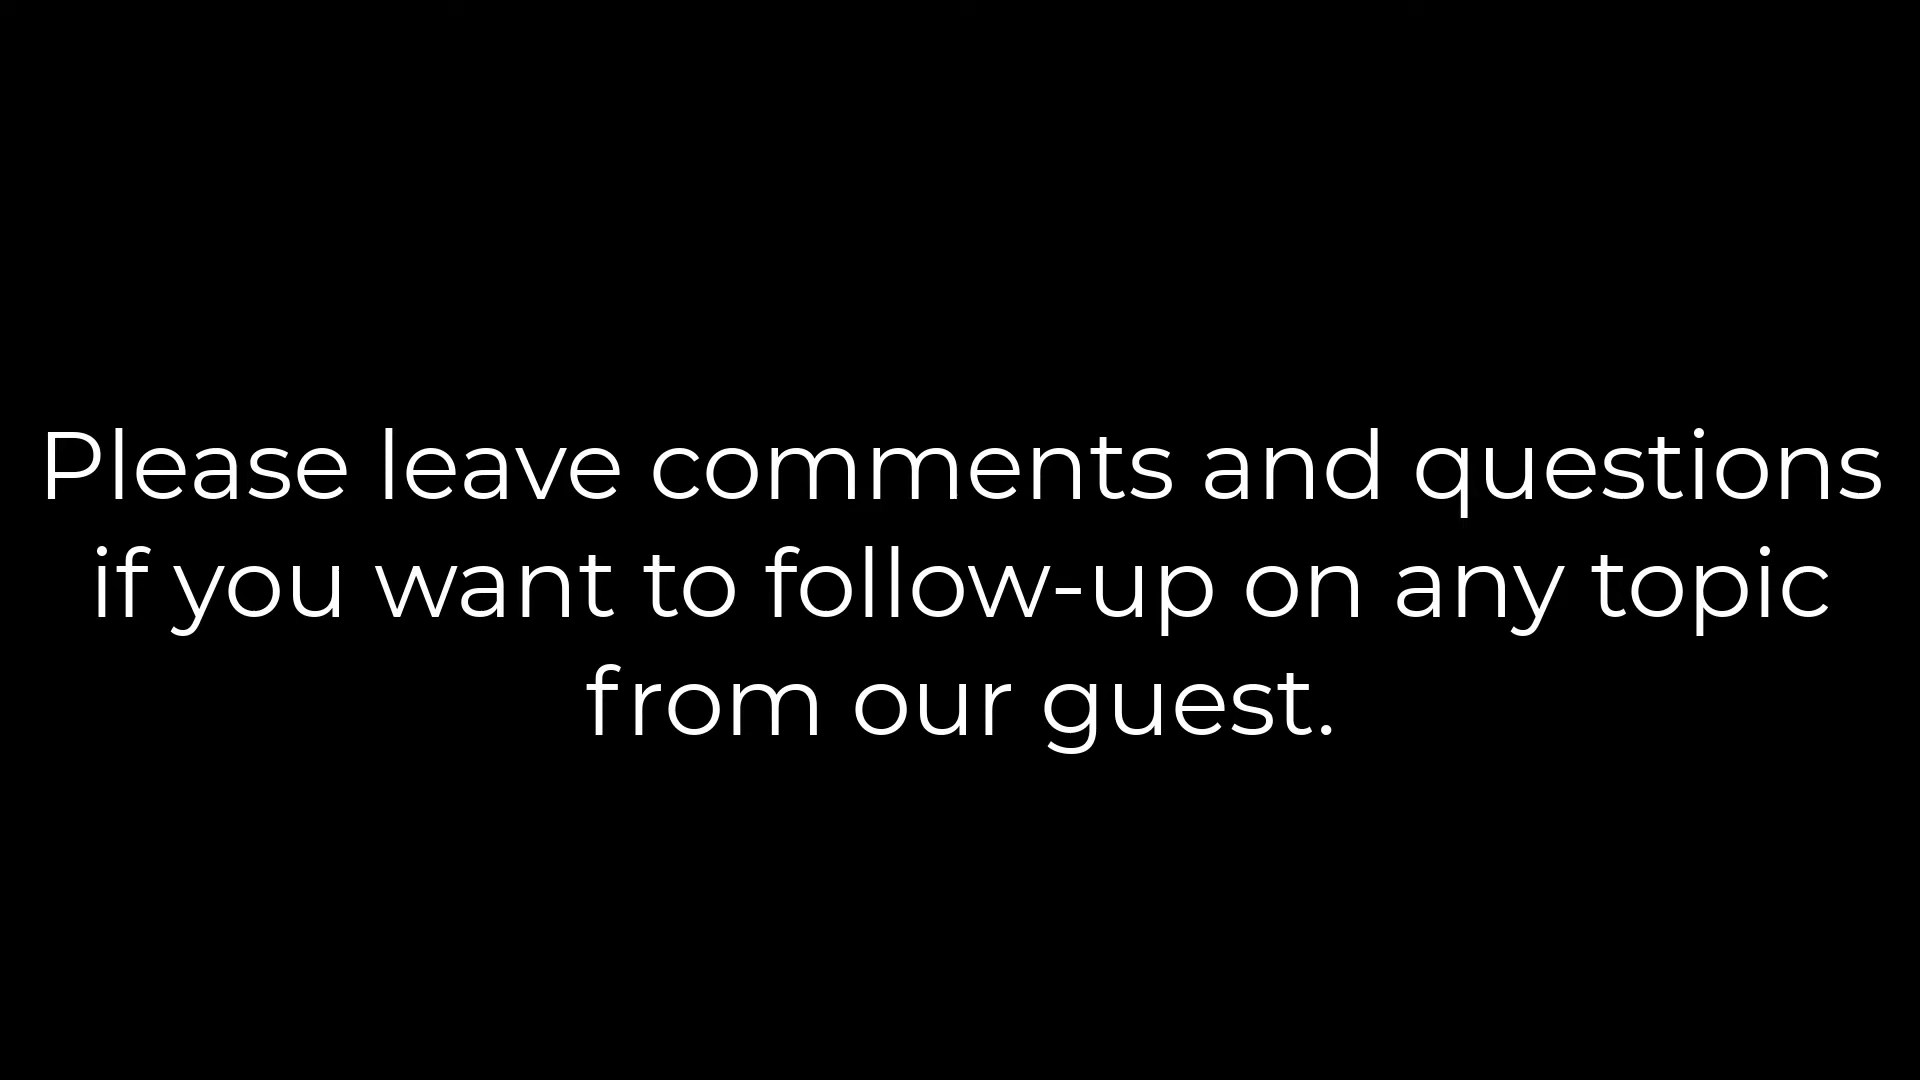 Please leave comments and questions
if you want to follow-up on any topic
from our guest.